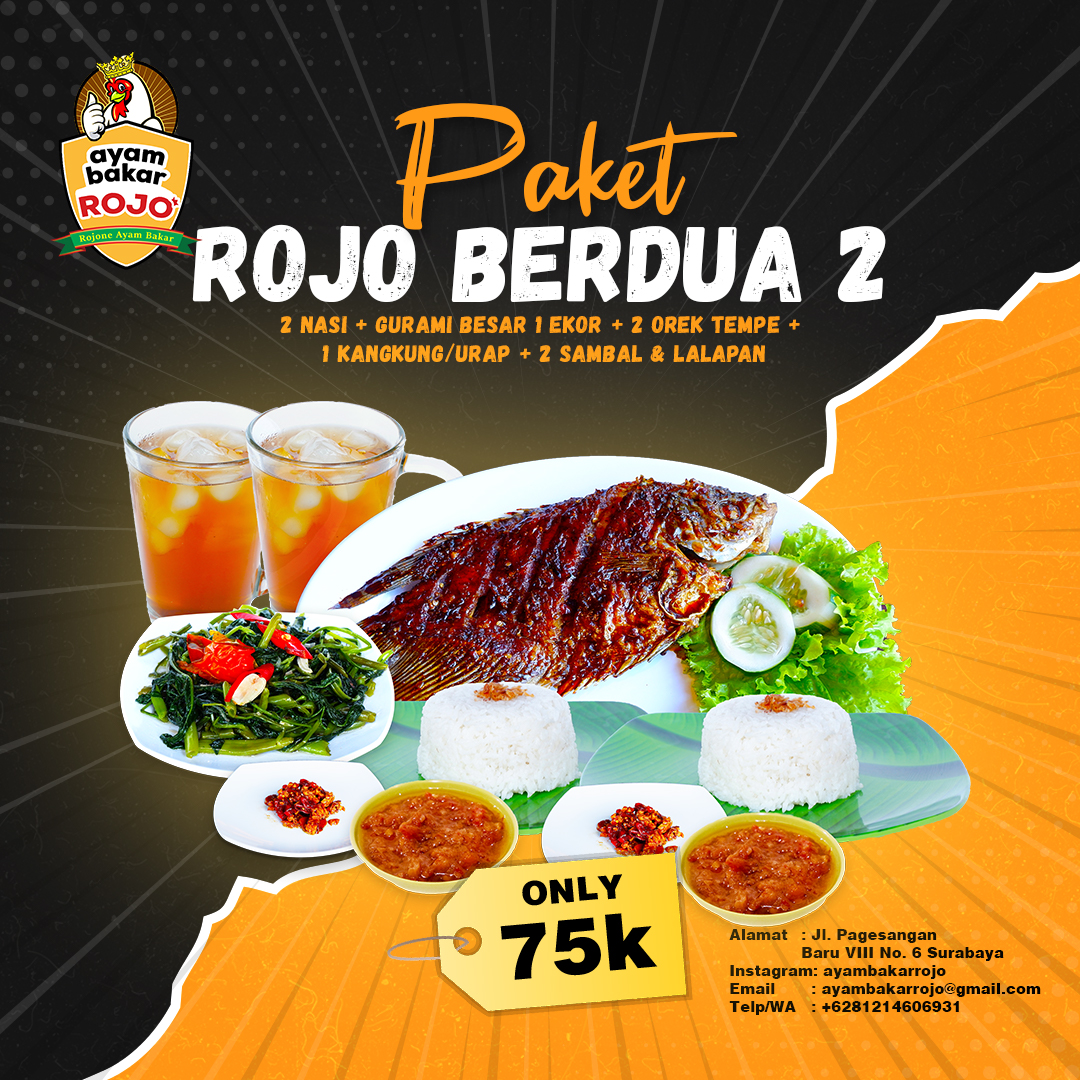 ayam
bakar
ROJO
Rojone Ayam Bakar
Paket
ROJO BERDUA 2
2 NASI + GURAMI BESAR 1 EKOR + 2 OREK TEMPE +
1 KANGKUNG/URAP + 2 SAMBAL & LALAPAN
ONLY
75k
Alamat : Jl. Pagesangan
Baru VIII No. 6 Surabaya
Instagram: ayambakarrojo
Email : ayambakarrojo@gmail.com
Telp/WA : +6281214606931